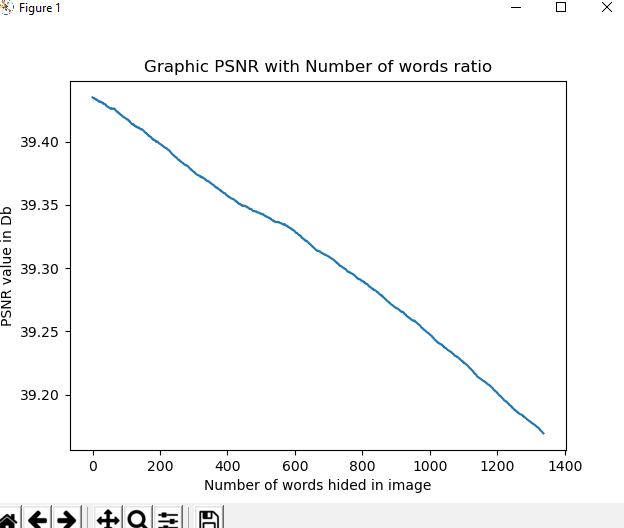 Figure 1
Graphic PSNR with Number of words ratio
39.40
39.35
39.30
39.25
39.20
PSNR value in Db
0 200 400 600 800 1000 1200 1400
Number of words hided in image